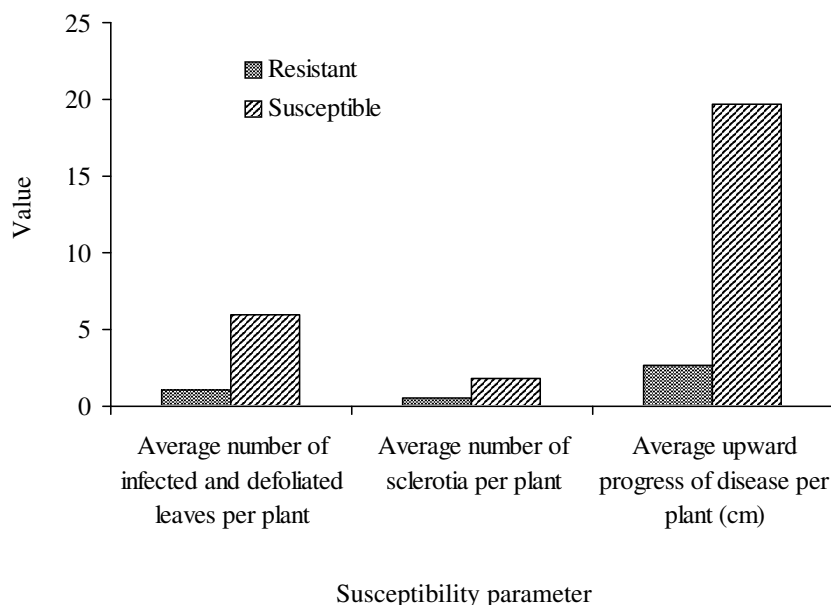 25
20
15
10
5
0
Value
Resistant
Susceptible
Average number of
infected and defoliated
leaves per plant
Average number of
sclerotia per plant
Average upward
progress of disease per
plant (cm)
Susceptibility parameter